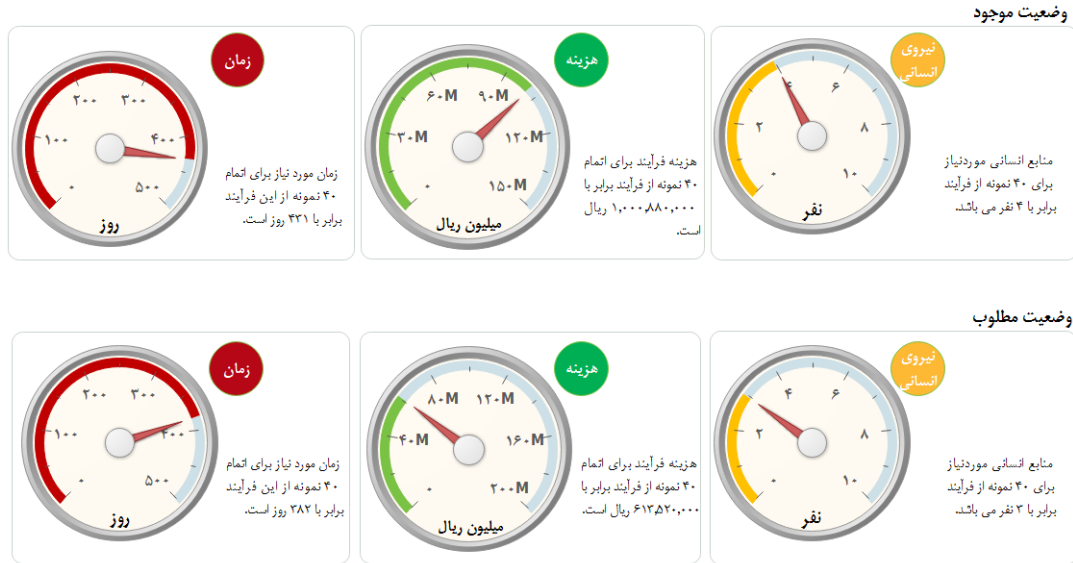 وضعیت موجود
نیروی
انسانی
منابع انسانی موردنیاز
برای ۴۰ نمونه از فرآیند
برابر با ۴ نفر می باشد.
۰
۲
۴
۶
۸
۱۰
نفر
هزینه
هزینه فرآیند برای اتمام
۴۰ نمونه از فرآیند برابر با
۱,۰۰۰,۸۸۰,۰۰۰ ریال
است.
۰
۳۰M
۶۰M
۹۰M
۱۲۰M
۱۵۰M
میلیون ریال
زمان
زمان مورد نیاز برای اتمام
۴۰ نمونه از این فرآیند
برابر با ۴۳۱ روز است.
۰
۱۰۰
۲۰۰
۳۰۰
۴۰۰
۵۰۰
روز
وضعیت مطلوب
نیروی
انسانی
منابع انسانی موردنیاز
برای ۴۰ نمونه از فرآیند
برابر با ۳ نفر می باشد.
۰
۲
۴
۶
۸
۱۰
نفر
هزینه
هزینه فرآیند برای اتمام
۴۰ نمونه از فرآیند برابر با
۶۱۳,۵۲۰,۰۰۰ ریال است.
۰
۴۰M
۸۰M
۱۲۰M
۱۶۰M
۲۰۰M
میلیون ریال
زمان
زمان مورد نیاز برای اتمام
۴۰ نمونه از این فرآیند
برابر با ۳۸۲ روز است.
۰
۱۰۰
۲۰۰
۳۰۰
۴۰۰
۵۰۰
روز